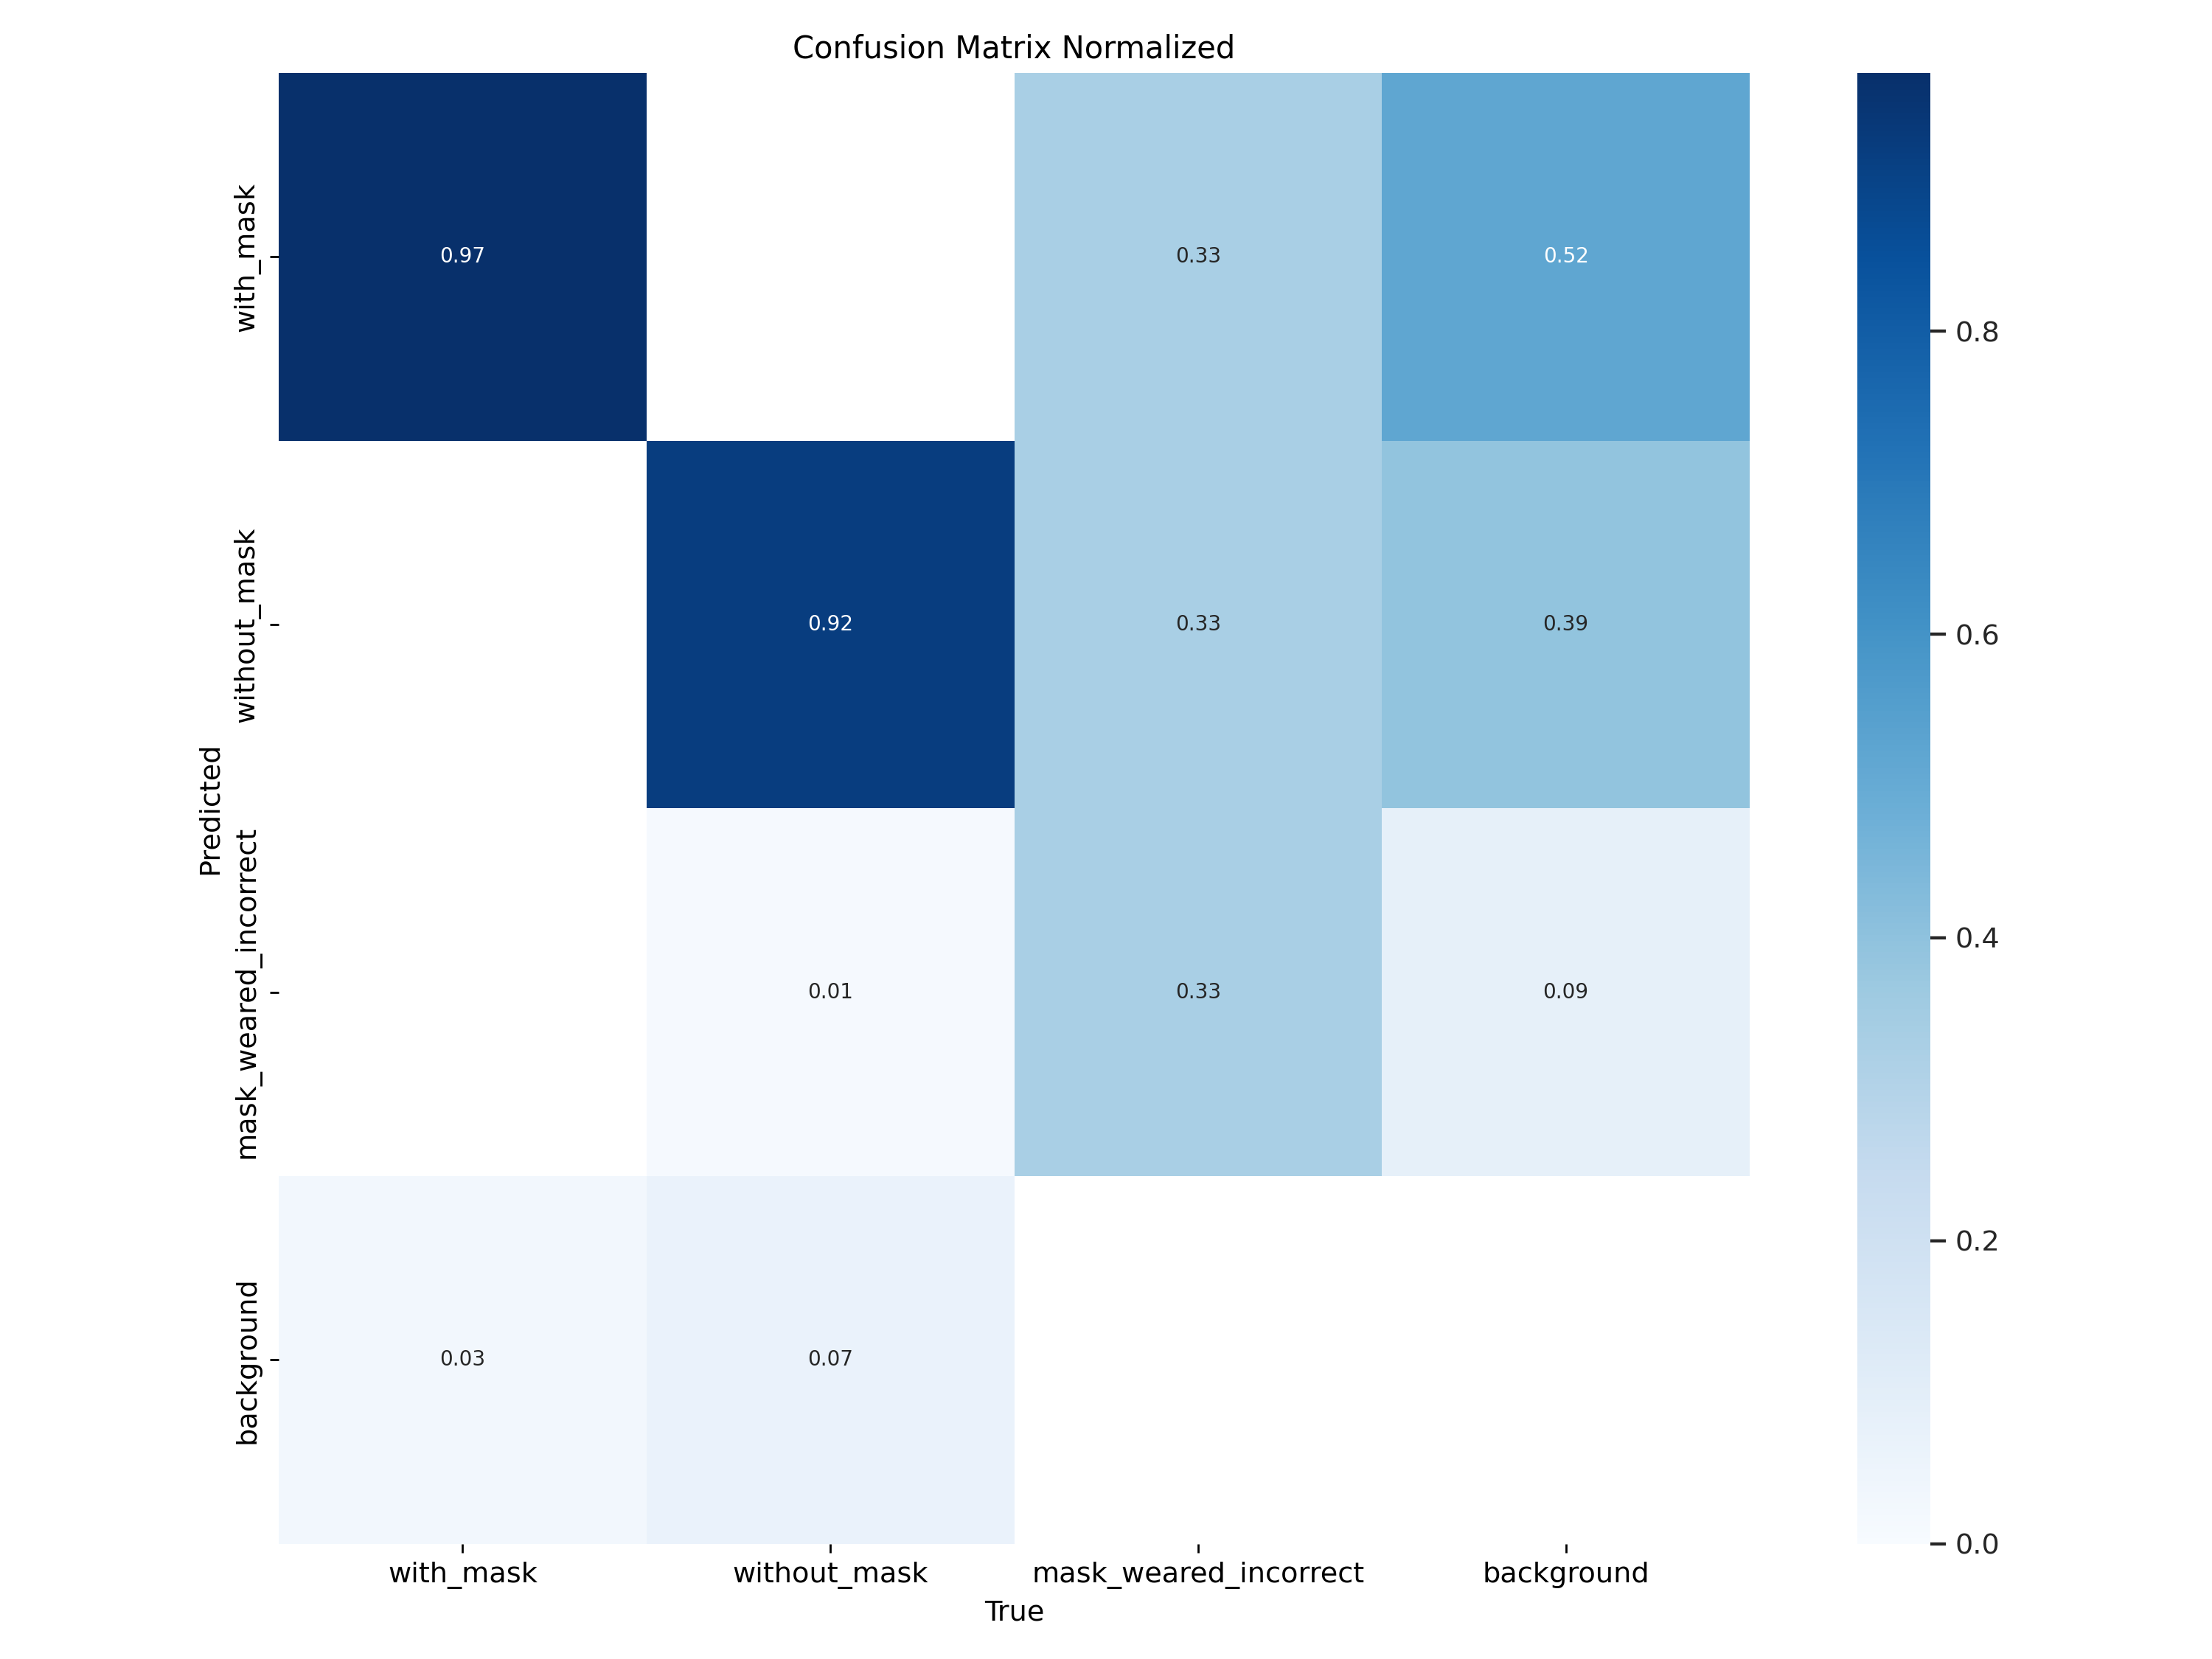 Confusion Matrix Normalized
with_mask
0.97
0.33
0.52
0.8
without_mask
0.92
0.33
0.39
0.6
Predicted
mask_weared_incorrect
0.01
0.33
0.09
0.4
0.2
background
0.03
0.07
0.0
with_mask
without_mask
mask_weared_incorrect
background
True